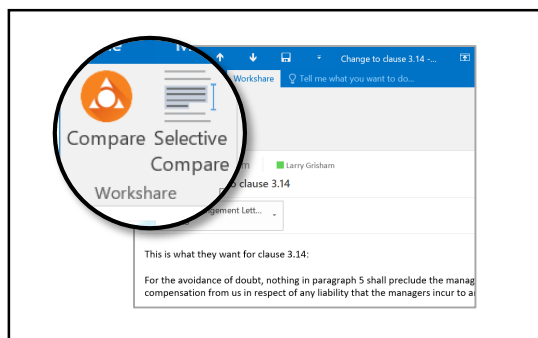 Change to clause 3.14 -...
Workshare Tell me what you want to do...
Compare Selective
Compare
Workshare
Larry Grisham
clause 3.14
Lett...
This is what they want for clause 3.14:
For the avoidance of doubt, nothing in paragraph 5 shall preclude the
compensation from us in respect of any liability that the managers incur to